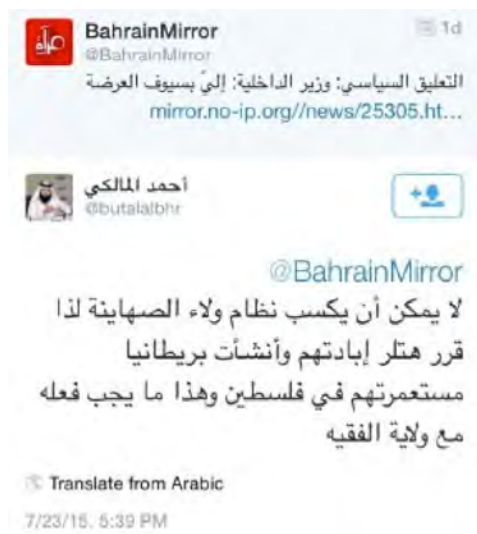 BahrainMirror
1d
@BahrainMirror
التعليق السياسي: وزير الداخلية: إليّ بسيوف العرضة
mirror.no-ip.org//news/25305.ht...
أحمد المالكي
@butalalbhr
@BahrainMirror
لا يمكن أن يكسب نظام ولاء الصهاينة لذا
قرر هتلر إبادتهم وأنشأت بريطانيا
مستعمرتهم في فلسطين وهذا ما يجب فعله
مع ولاية الفقيه
Translate from Arabic
7/23/15, 5:39 PM